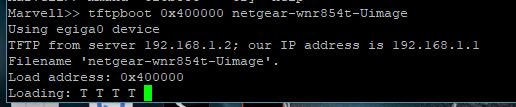 Marvell>> tftpboot 0x400000 netgear-wnr854t-Uimage
Using egiga0 device
TFTP from server 192.168.1.2; our IP address is 192.168.1.1
Filename 'netgear-wnr854t-Uimage'.
Load address: 0x400000
Loading: T T T T